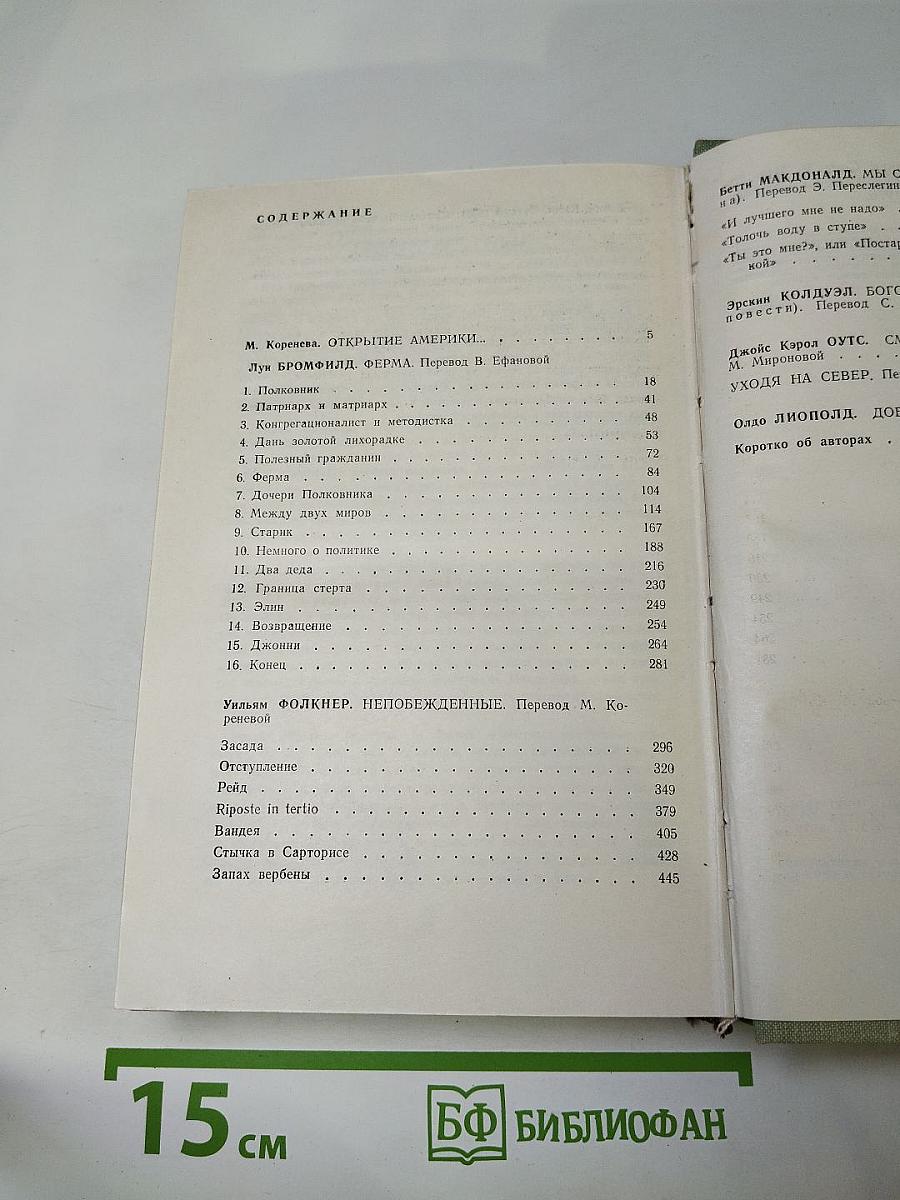 СОДЕРЖАНИЕ
М. Коренева. ОТКРЫТИЕ АМЕРИКИ... . . . . . . . . 5
Луи БРОМФИЛД. ФЕРМА. Перевод В. Ефановой
1. Полковник . . . . . . . . . . . . . . . . 18
2. Патриарх и матриарх . . . . . . . . . . . . 41
3. Конгрегационалист и методистка . . . . . . . . 48
4. Дань золотой лихорадке . . . . . . . . . . . 53
5. Полезный гражданин . . . . . . . . . . . . 72
6. Ферма . . . . . . . . . . . . . . . . . . 84
7. Дочери Полковника . . . . . . . . . . . . . 104
8. Между двух миров . . . . . . . . . . . . . 114
9. Старик . . . . . . . . . . . . . . . . . . 167
10. Немного о политике . . . . . . . . . . . . . 188
11. Два деда . . . . . . . . . . . . . . . . . 216
12. Граница стерта . . . . . . . . . . . . . . . 230
13. Элин . . . . . . . . . . . . . . . . . . . 249
14. Возвращение . . . . . . . . . . . . . . . . 254
15. Джонни . . . . . . . . . . . . . . . . . . 264
16. Конец . . . . . . . . . . . . . . . . . . . 281
Уильям ФОЛКНЕР. НЕПОБЕЖДЕННЫЕ. Перевод М. Ко-
реневой
Засада . . . . . . . . . . . . . . . . . . . . 296
Отступление . . . . . . . . . . . . . . . . . . 320
Рейд . . . . . . . . . . . . . . . . . . . . . 349
Riposte in tertio . . . . . . . . . . . . . . . . 379
Вандея . . . . . . . . . . . . . . . . . . . . 405
Стычка в Сарторисе . . . . . . . . . . . . . . . 428
Запах вербены . . . . . . . . . . . . . . . . . 445
Бетти МАКДОНАЛД. МЫ
на). Перевод Э. Переслегин
«И лучшего мне не надо» .
«Толочь воду в ступе» . .
«Ты это мне?», или «Постар
кой» . . . . . .
Эрскин КОЛДУЭЛ. БОГО
повести). Перевод С.
Джойс Кэрол ОУТС. СМ
М. Мироновой . . . .
УХОДЯ НА СЕВЕР. Пе
Олдо ЛИОПОЛД. ДОВ
Коротко об авторах .
15 см
БФ БИБЛИОФАН